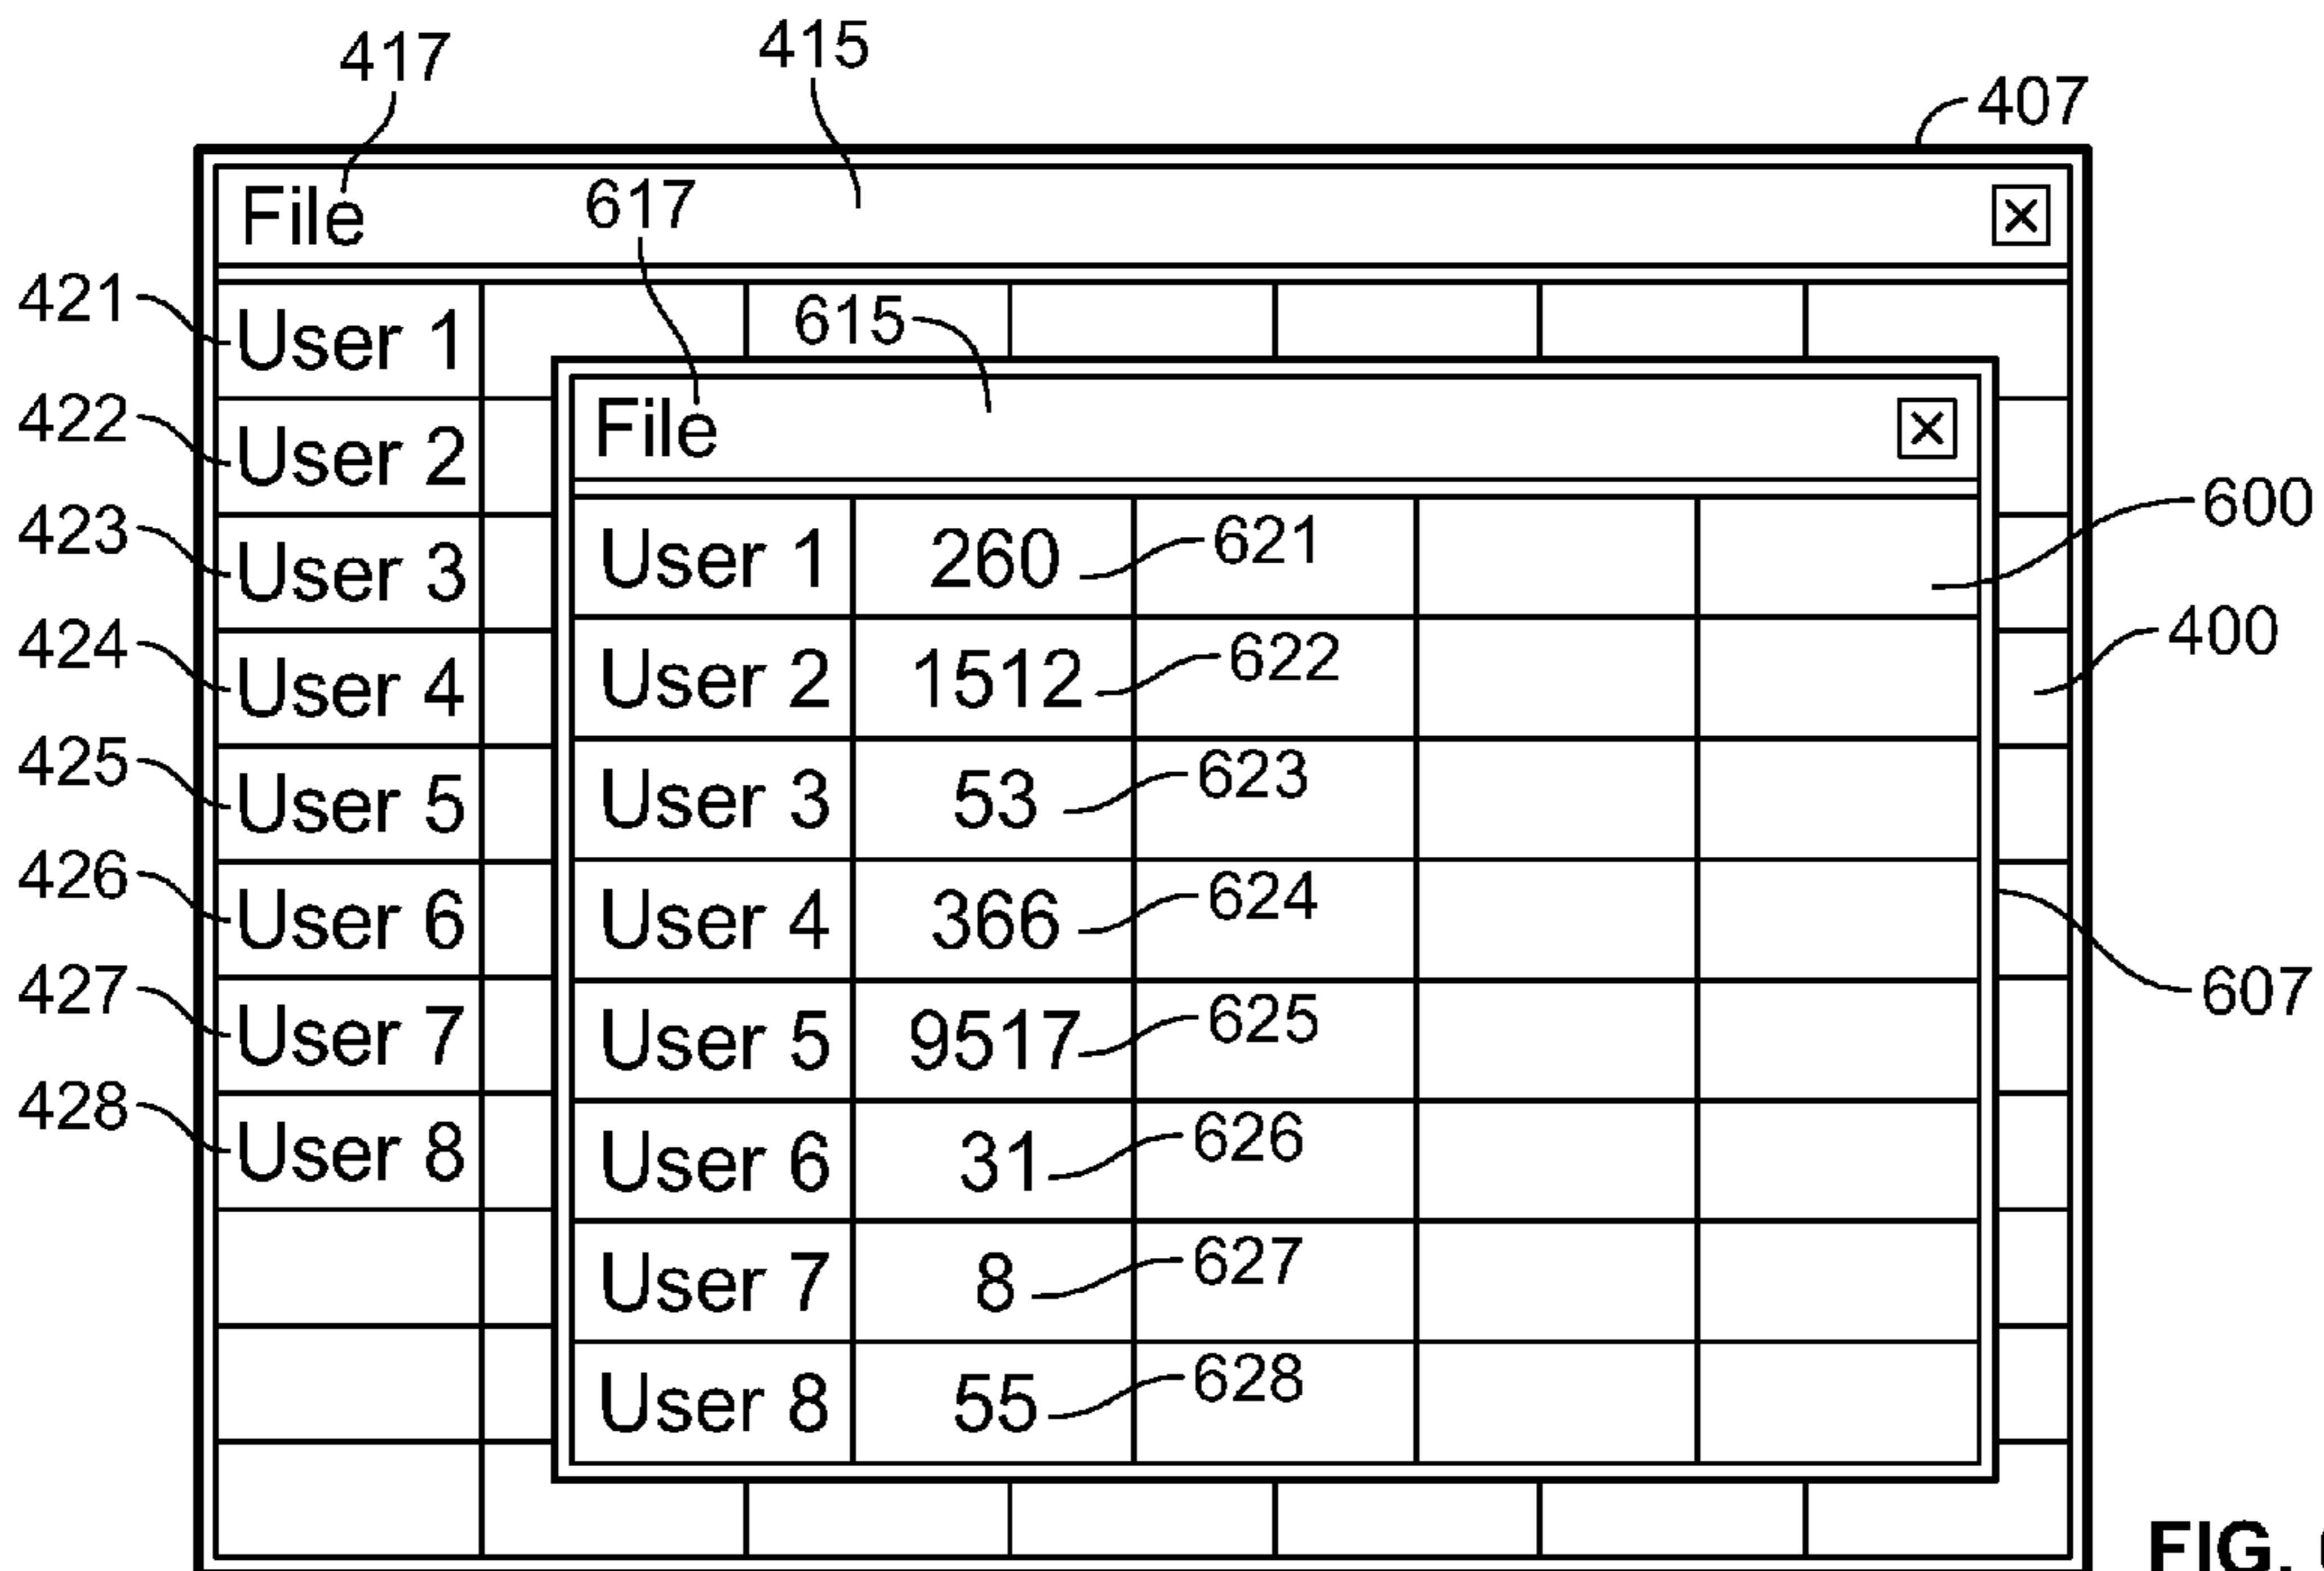 417
415
407
File
617
421
User 1
615
422
User 2
File
423
User 3
User 1 260 621
600
424
User 4
User 2 1512 622
400
425
User 5
User 3 53 623
426
User 6
User 4 366 624
427
User 7
User 5 9517 625
607
428
User 8
User 6 31 626
User 7 8 627
User 8 55 628
FIG.